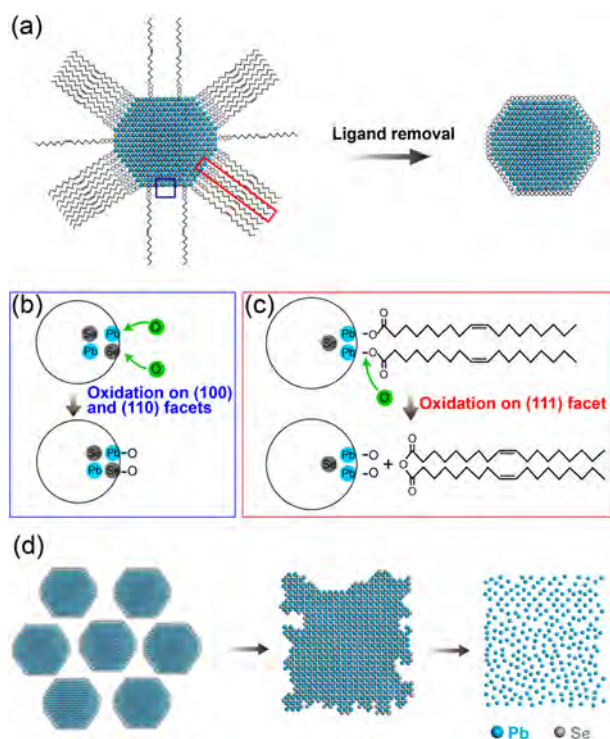 (a)
Ligand removal
(b)
Se Pb O
Pb Se O
Oxidation on (100)
and (110) facets
Se Pb-O
Pb Se-O
(c)
O
Pb -O
Se
Pb -O
O
O
Oxidation on (111) facet
O
Pb -O
Se + O
Pb -O
O
(d)
Pb Se